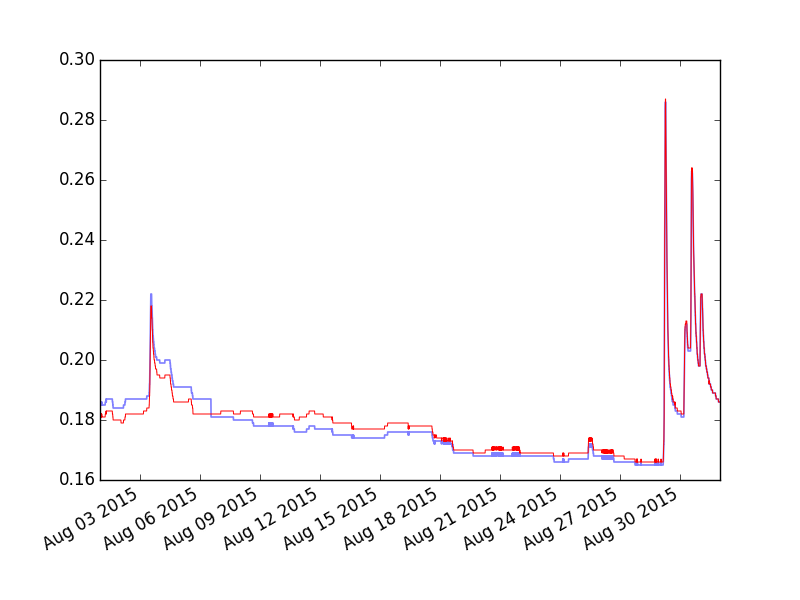 0.30
0.28
0.26
0.24
0.22
0.20
0.18
0.16
Aug 03 2015
Aug 06 2015
Aug 09 2015
Aug 12 2015
Aug 15 2015
Aug 18 2015
Aug 21 2015
Aug 24 2015
Aug 27 2015
Aug 30 2015